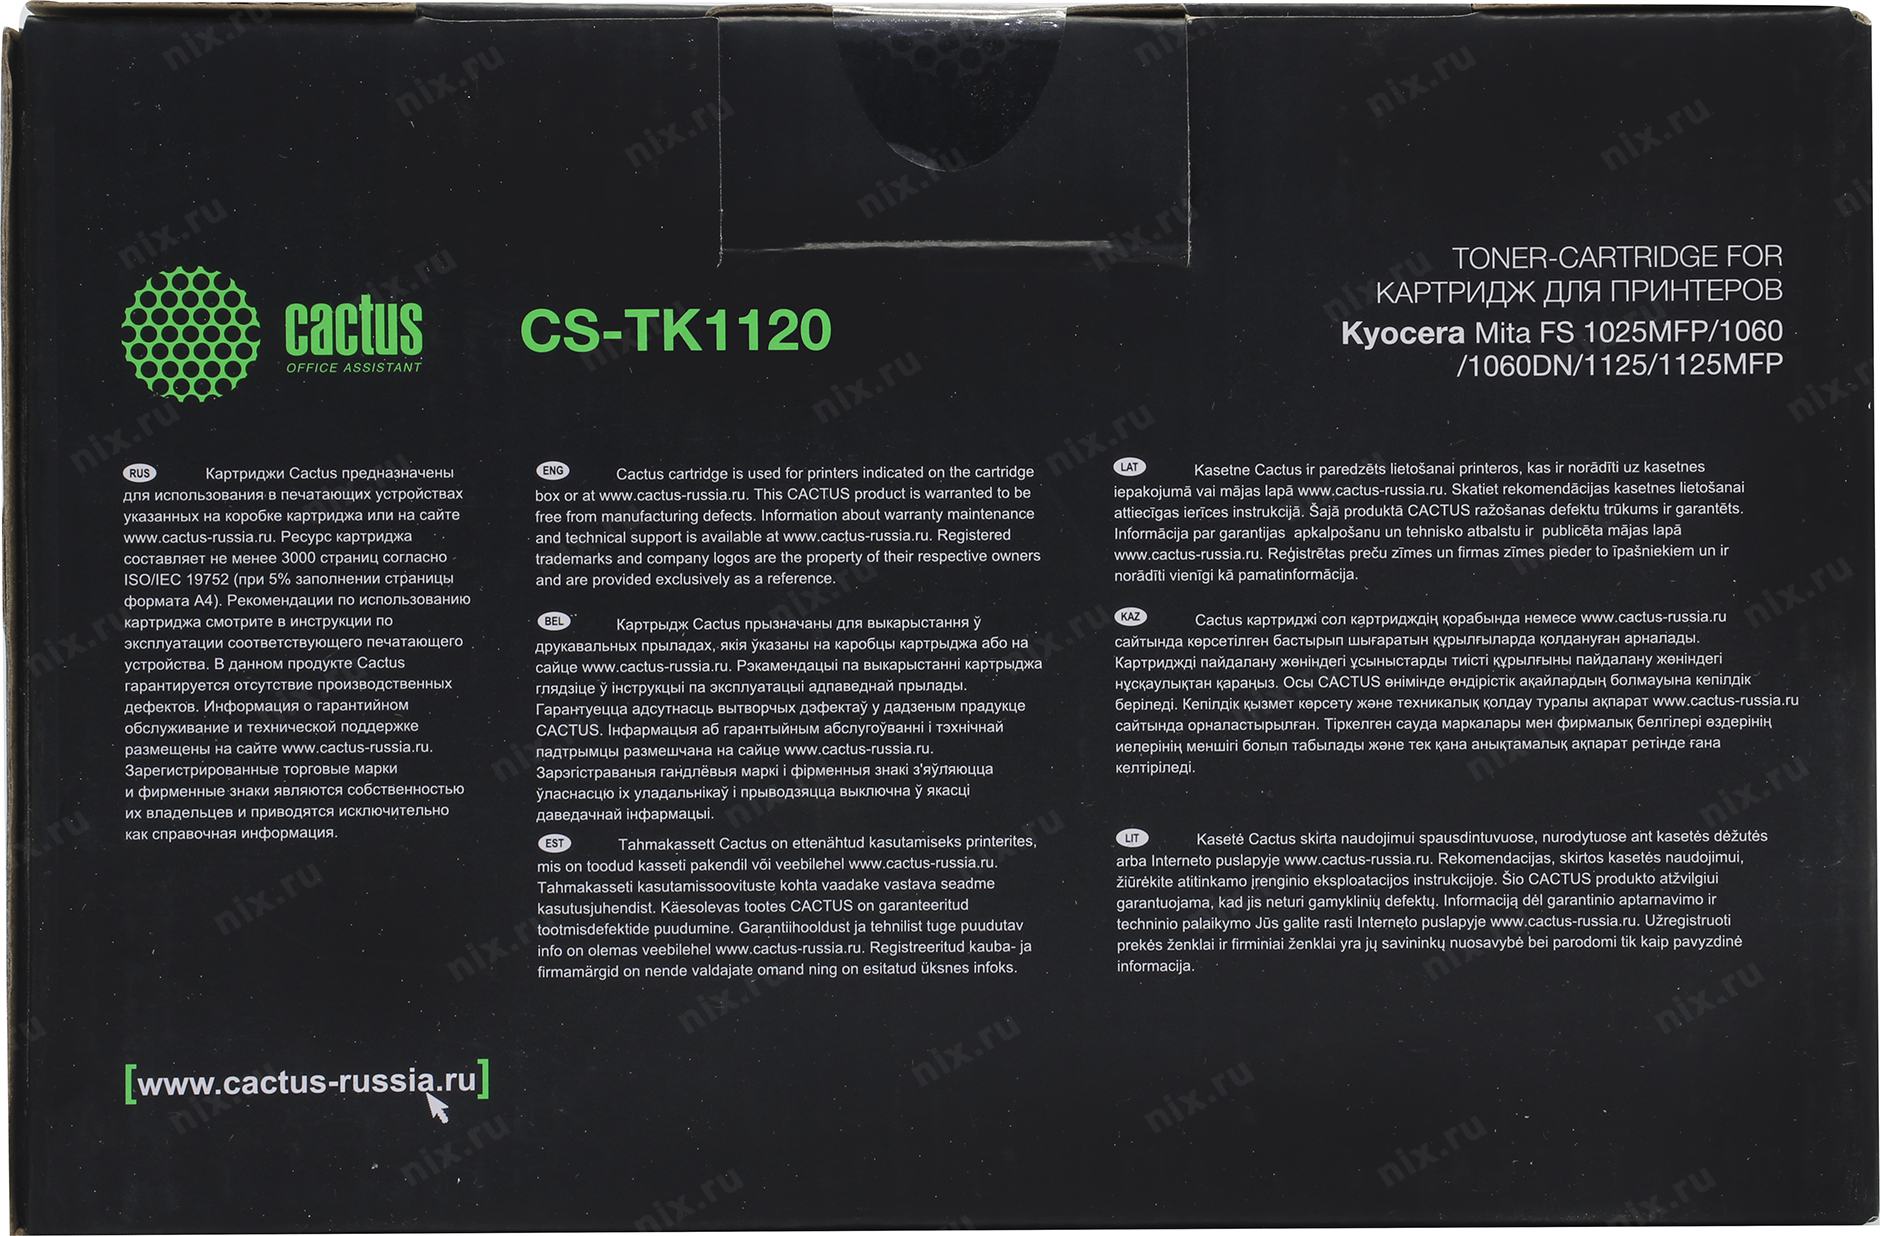 TONER-CARTRIDGE FOR
КАРТРИДЖ ДЛЯ ПРИНТЕРОВ
Kyocera Mita FS 1025MFP/1060
/1060DN/1125/1125MFP
cactus
OFFICE ASSISTANT
CS-TK1120
RUS Картриджи Cactus предназначены
для использования в печатающих устройствах
указанных на коробке картриджа или на сайте
www.cactus-russia.ru. Ресурс картриджа
составляет не менее 3000 страниц согласно
ISO/IEC 19752 (при 5% заполнении страницы
формата А4). Рекомендации по использованию
картриджа смотрите в инструкции по
эксплуатации соответствующего печатающего
устройства. В данном продукте Cactus
гарантируется отсутствие производственных
дефектов. Информация о гарантийном
обслуживание и технической поддержке
размещены на сайте www.cactus-russia.ru.
Зарегистрированные торговые марки
и фирменные знаки являются собственностью
их владельцев и приводятся исключительно
как справочная информация.
ENG Cactus cartridge is used for printers indicated on the cartridge
box or at www.cactus-russia.ru. This CACTUS product is warranted to be
free from manufacturing defects. Information about warranty maintenance
and technical support is available at www.cactus-russia.ru. Registered
trademarks and company logos are the property of their respective owners
and are provided exclusively as a reference.
BEL Картрыдж Cactus прызначаны для выкарыстання ў
друкавальных прыладах, якія ўказаны на каробцы картрыджа або на
сайце www.cactus-russia.ru. Рэкамендацыі па выкарыстанні картрыджа
глядзіце ў інструкцыі па эксплуатацыі адпаведнай прылады.
Гарантуецца адсутнасць вытворчых дэфектаў у дадзеным прадукце
CACTUS. Інфармацыя аб гарантыйным абслугоўванні і тэхнічнай
падтрымцы размешчана на сайце www.cactus-russia.ru.
Зарэгістраваныя гандлёвыя маркі і фірменныя знакі з'яўляюцца
ўласнасцю іх уладальнікаў і прыводзяцца выключна ў якасці
даведачнай інфармацыі.
EST Tahmakassett Cactus on ettenähtud kasutamiseks printerites,
mis on toodud kasseti pakendil või veebilehel www.cactus-russia.ru.
Tahmakasseti kasutamissoovituste kohta vaadake vastava seadme
kasutusjuhendist. Käesolevas tootes CACTUS on garanteeritud
tootmisdefektide puudumine. Garantiihooldust ja tehnilist tuge puudutav
info on olemas veebilehel www.cactus-russia.ru. Registreeritud kauba- ja
firmamärgid on nende valdajate omand ning on esitatud üksnes infoks.
LAT Kasetne Cactus ir paredzēts lietošanai printeros, kas ir norādīti uz kasetnes
iepakojumā vai mājas lapā www.cactus-russia.ru. Skatiet rekomendācijas kasetnes lietošanai
attiecīgas ierīces instrukcijā. Šajā produktā CACTUS ražošanas defektu trūkums ir garantēts.
Informācija par garantijas apkalpošanu un tehnisko atbalstu ir publicēta mājas lapā
www.cactus-russia.ru. Reģistrētas preču zīmes un firmas zīmes pieder to īpašniekiem un ir
norādīti vienīgi kā pamatinformācija.
KAZ Cactus картриджі сол картридждің қорабында немесе www.cactus-russia.ru
сайтында көрсетілген бастырып шығаратын құрылғыларда қолдануған арналады.
Картриджді пайдалану жөніндегі ұсыныстарды тиісті құрылғыны пайдалану жөніндегі
нұсқаулықтан қараңыз. Осы CACTUS өнімінде өндірістік ақайлардың болмауына кепілдік
беріледі. Кепілдік қызмет көрсету және техникалық қолдау туралы ақпарат www.cactus-russia.ru
сайтында орналастырылған. Тіркелген сауда маркалары мен фирмалық белгілері өздерінің
иелерінің меншігі болып табылады және тек қана анықтамалық ақпарат ретінде ғана
келтіріледі.
LIT Kasetė Cactus skirta naudojimui spausdintuvuose, nurodytuose ant kasetės dėžutės
arba Interneto puslapyje www.cactus-russia.ru. Rekomendacijas, skirtos kasetės naudojimui,
žiūrėkite atitinkamo įrenginio eksploatacijos instrukcijoje. Šio CACTUS produkto atžvilgiui
garantuojama, kad jis neturi gamyklinių defektų. Informaciją dėl garantinio aptarnavimo ir
techninio palaikymo Jūs galite rasti Interneto puslapyje www.cactus-russia.ru. Užregistruoti
prekės ženklai ir firminiai ženklai yra jų savininkų nuosavybė bei parodomi tik kaip pavyzdinė
informacija.
[www.cactus-russia.ru]
nix.ru